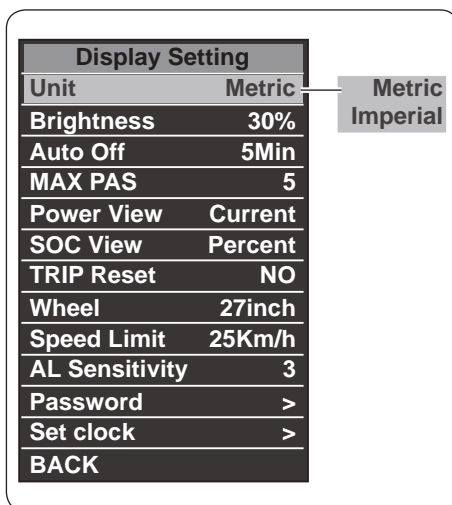 Display Setting
Unit Metric
Brightness 30%
Auto Off 5Min
MAX PAS 5
Power View Current
SOC View Percent
TRIP Reset NO
Wheel 27inch
Speed Limit 25Km/h
AL Sensitivity 3
Password >
Set clock >
BACK
Metric
Imperial